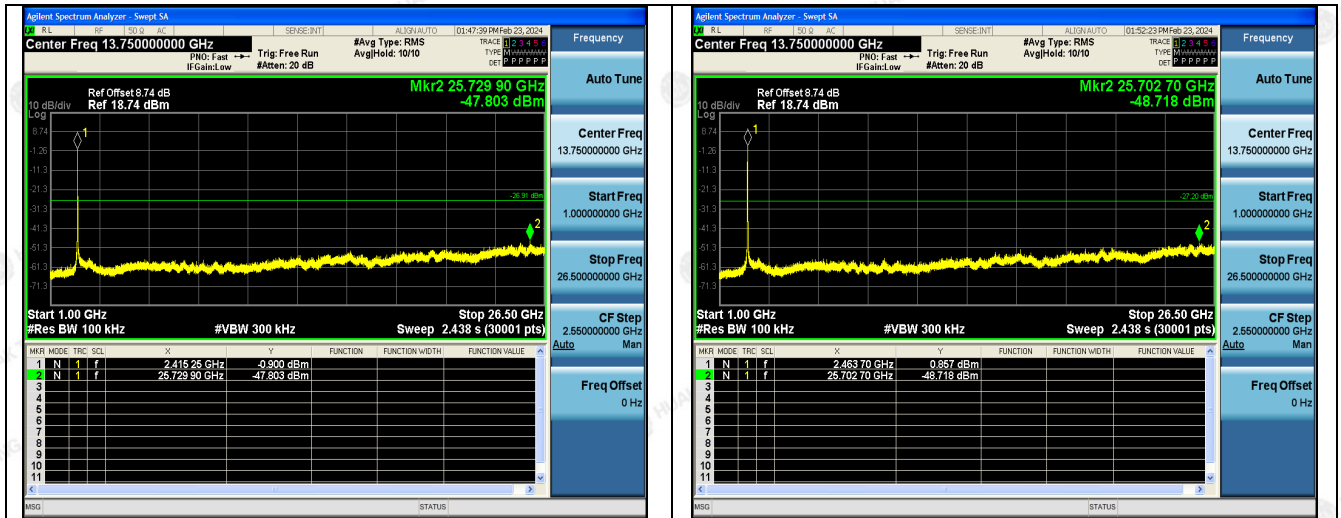 Agilent Spectrum Analyzer - Swept SA
RL RF 50 Ω AC SENSE:INT ALIGNAUTO 01:47:39 PM Feb 23, 2024
Center Freq 13.750000000 GHz
PNO: Fast
IFGain:Low
Trig: Free Run
#Atten: 20 dB
#Avg Type: RMS
Avg|Hold: 10/10
TRACE 1 2 3 4 5 6
TYPE M
DET P P P P P P
Ref Offset 8.74 dB
10 dB/div Ref 18.74 dBm
Log
Mkr2 25.729 90 GHz
-47.803 dBm
8.74
1
-1.26
-11.3
-21.3
-26.91 dBm
-31.3
-41.3
2
-51.3
-61.3
-71.3
Start 1.00 GHz Stop 26.50 GHz
#Res BW 100 kHz #VBW 300 kHz Sweep 2.438 s (30001 pts)
MKR MODE TRC SCL X Y FUNCTION FUNCTION WIDTH FUNCTION VALUE
1 N 1 f 2.415 25 GHz -0.900 dBm
2 N 1 f 25.729 90 GHz -47.803 dBm
3
4
5
6
7
8
9
10
11
MSG STATUS
Frequency
Auto Tune
Center Freq
13.750000000 GHz
Start Freq
1.000000000 GHz
Stop Freq
26.500000000 GHz
CF Step
2.550000000 GHz
Auto Man
Freq Offset
0 Hz
Agilent Spectrum Analyzer - Swept SA
RL RF 50 Ω AC SENSE:INT ALIGNAUTO 01:52:23 PM Feb 23, 2024
Center Freq 13.750000000 GHz
PNO: Fast
IFGain:Low
Trig: Free Run
#Atten: 20 dB
#Avg Type: RMS
Avg|Hold: 10/10
TRACE 1 2 3 4 5 6
TYPE M
DET P P P P P P
Ref Offset 8.74 dB
10 dB/div Ref 18.74 dBm
Log
Mkr2 25.702 70 GHz
-48.718 dBm
8.74
1
-1.26
-11.3
-21.3
-27.20 dBm
-31.3
-41.3
2
-51.3
-61.3
-71.3
Start 1.00 GHz Stop 26.50 GHz
#Res BW 100 kHz #VBW 300 kHz Sweep 2.438 s (30001 pts)
MKR MODE TRC SCL X Y FUNCTION FUNCTION WIDTH FUNCTION VALUE
1 N 1 f 2.463 70 GHz 0.857 dBm
2 N 1 f 25.702 70 GHz -48.718 dBm
3
4
5
6
7
8
9
10
11
MSG STATUS
Frequency
Auto Tune
Center Freq
13.750000000 GHz
Start Freq
1.000000000 GHz
Stop Freq
26.500000000 GHz
CF Step
2.550000000 GHz
Auto Man
Freq Offset
0 Hz